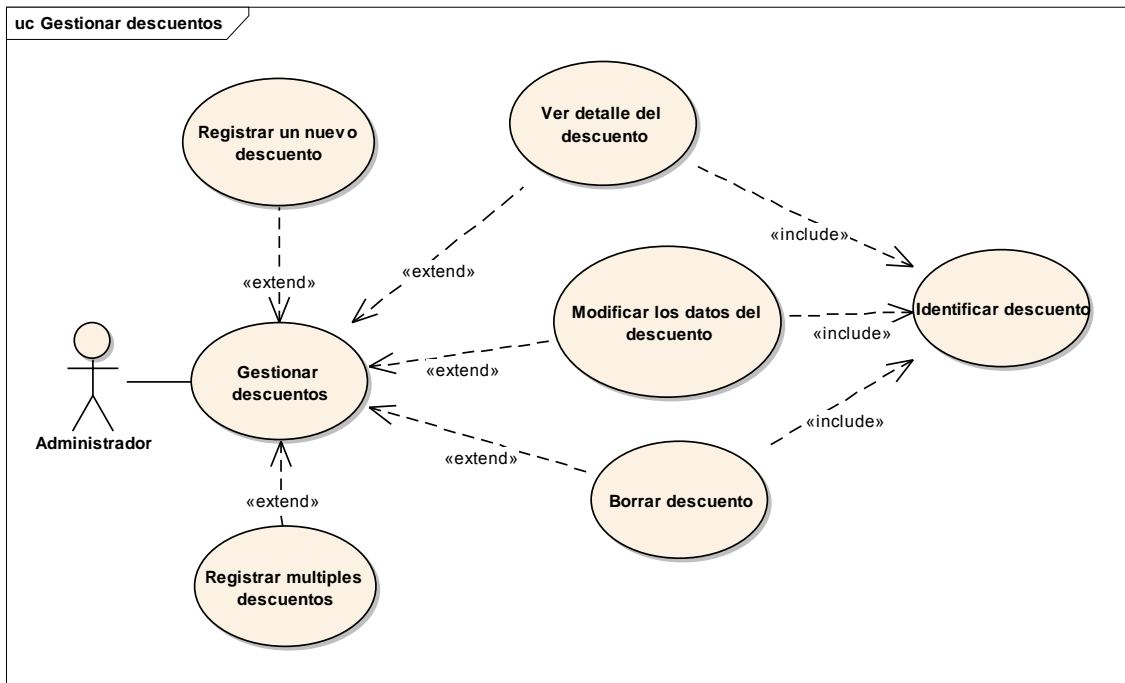 uc Gestionar descuentos
Registrar un nuevo
descuento
Ver detalle del
descuento
«include»
«extend»
«extend»
Modificar los datos del
descuento
Identificar descuento
«include»
«extend»
Gestionar
descuentos
Administrador
«include»
«extend»
Borrar descuento
«extend»
Registrar multiples
descuentos